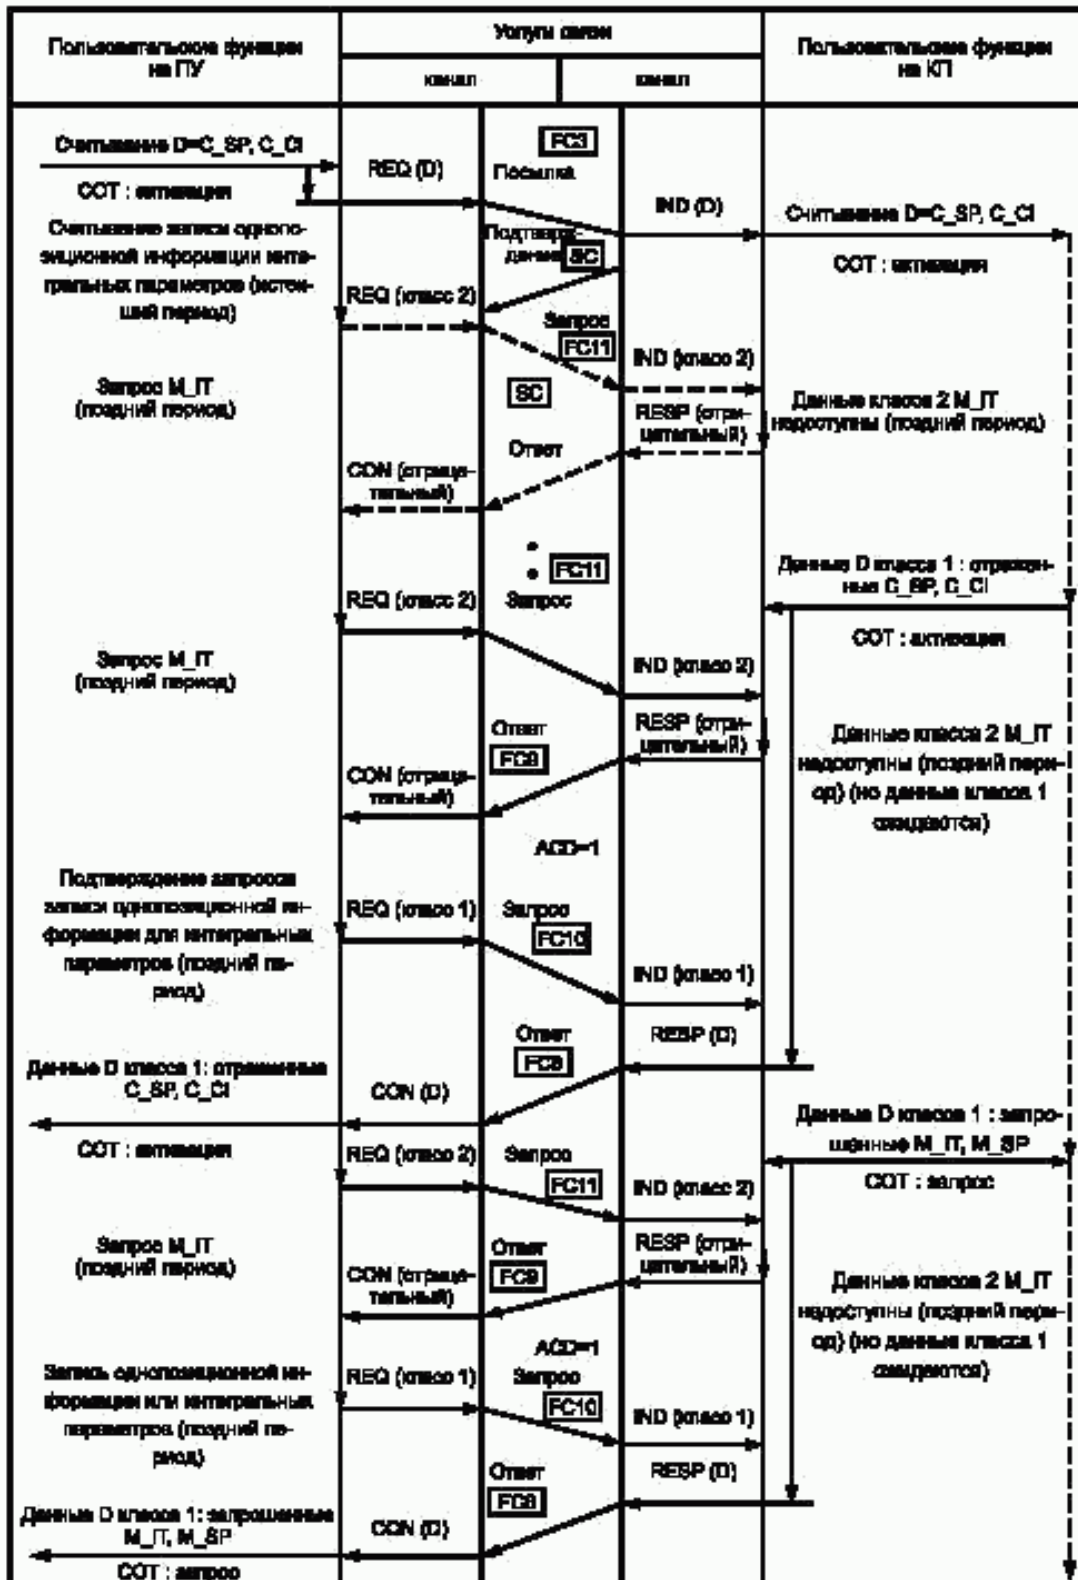 Пользовательские функции
на ПУ
Услуги связи
канал
канал
Пользовательские функции
на КП
Считывание D=C_SP, C_CI
СОТ : активация
REQ (D)
FC3
Посылка
IND (D)
Считывание D=C_SP, C_CI
СОТ : активация
Считывание записи однопо-
зиционной информации инте-
гральных параметров (истек-
ший период)
Подтверж-
дение
SC
REQ (класс 2)
Запрос
FC11
IND (класс 2)
Запрос M_IT
(поздний период)
SC
RESP (отри-
цательный)
Данные класса 2 M_IT
недоступны (поздний период)
Ответ
CON (отрица-
тельный)
FC11
Данные D класса 1 : отражен-
ные C_SP, C_CI
СОТ : активация
REQ (класс 2)
Запрос
Запрос M_IT
(поздний период)
IND (класс 2)
RESP (отри-
цательный)
Ответ
FC9
CON (отрица-
тельный)
Данные класса 2 M_IT
недоступны (поздний пери-
од) (но данные класса 1
ожидаются)
ACD=1
Подтверждение запросов
записи однопозиционной ин-
формации для интегральных
параметров (поздний пе-
риод)
REQ (класс 1)
Запрос
FC10
IND (класс 1)
RESP (D)
Ответ
FC8
Данные D класса 1: отраженные
C_SP, C_CI
CON (D)
СОТ : активация
Данные D класса 1 : запро-
шенные M_IT, M_SP
СОТ : запрос
REQ (класс 2)
Запрос
FC11
IND (класс 2)
Запрос M_IT
(поздний период)
RESP (отри-
цательный)
Ответ
FC9
CON (отрица-
тельный)
Данные класса 2 M_IT
недоступны (поздний пери-
од) (но данные класса 1
ожидаются)
ACD=1
Запись однопозиционной ин-
формации или интегральных
параметров (поздний пе-
риод)
REQ (класс 1)
Запрос
FC10
IND (класс 1)
RESP (D)
Ответ
FC8
Данные D класса 1: запрошенные
M_IT, M_SP
CON (D)
СОТ : запрос